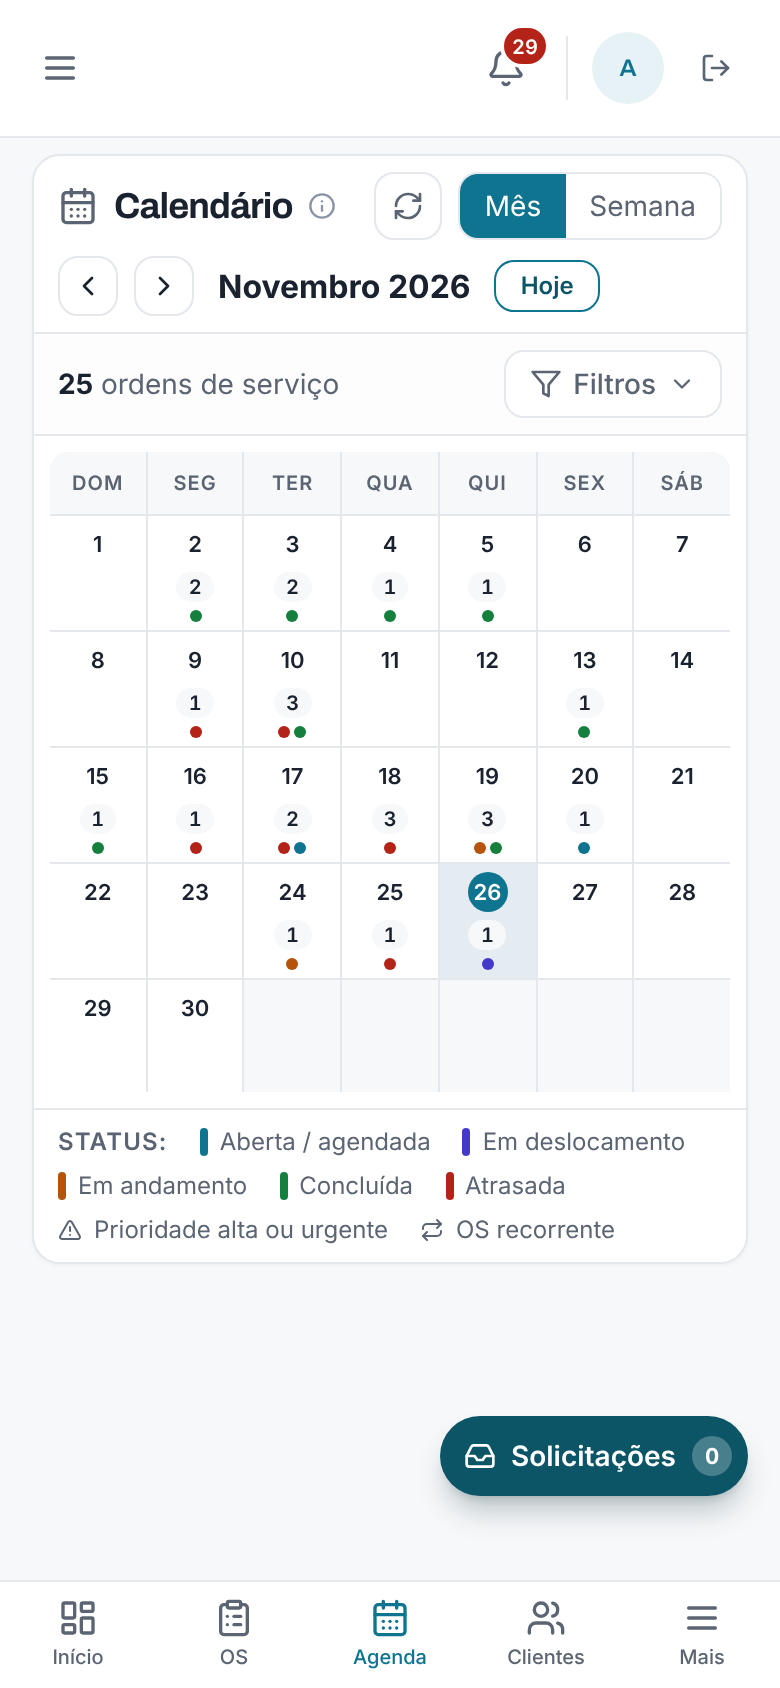 29
A
Calendário
Mês Semana
Novembro 2026 Hoje
25 ordens de serviço Filtros
DOM SEG TER QUA QUI SEX SÁB
1 2 3 4 5 6 7
2 2 1 1
8 9 10 11 12 13 14
1 3 1
15 16 17 18 19 20 21
1 1 2 3 3 1
22 23 24 25 26 27 28
1 1 1
29 30
STATUS: Aberta / agendada Em deslocamento
Em andamento Concluída Atrasada
Prioridade alta ou urgente OS recorrente
Solicitações 0
Início OS Agenda Clientes Mais